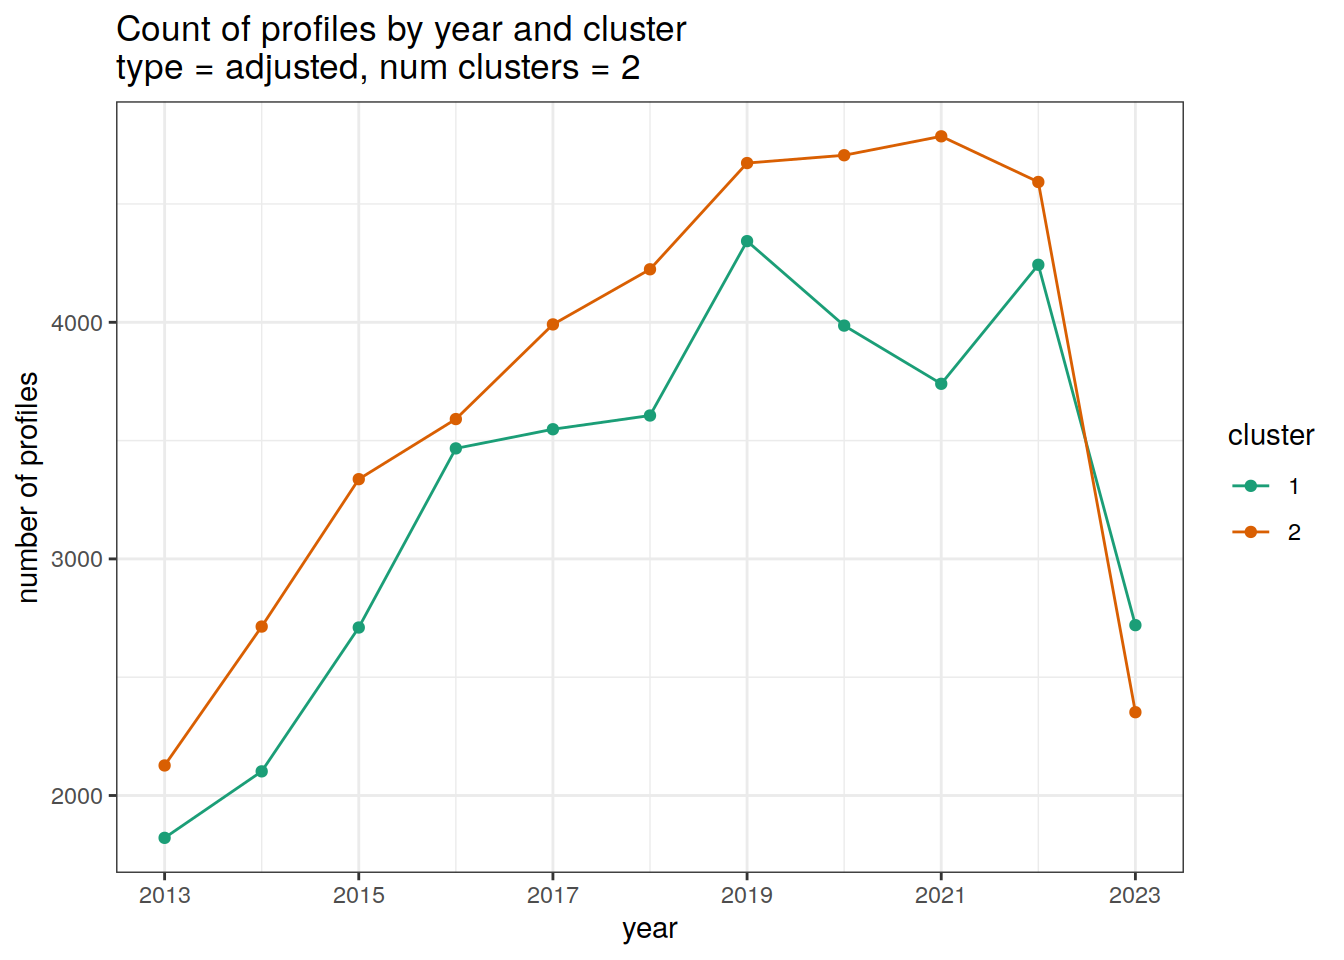 Count of profiles by year and cluster
type = adjusted, num clusters = 2
4000
3000
2000
number of profiles
2013
2015
2017
2019
2021
2023
year
cluster
1
2